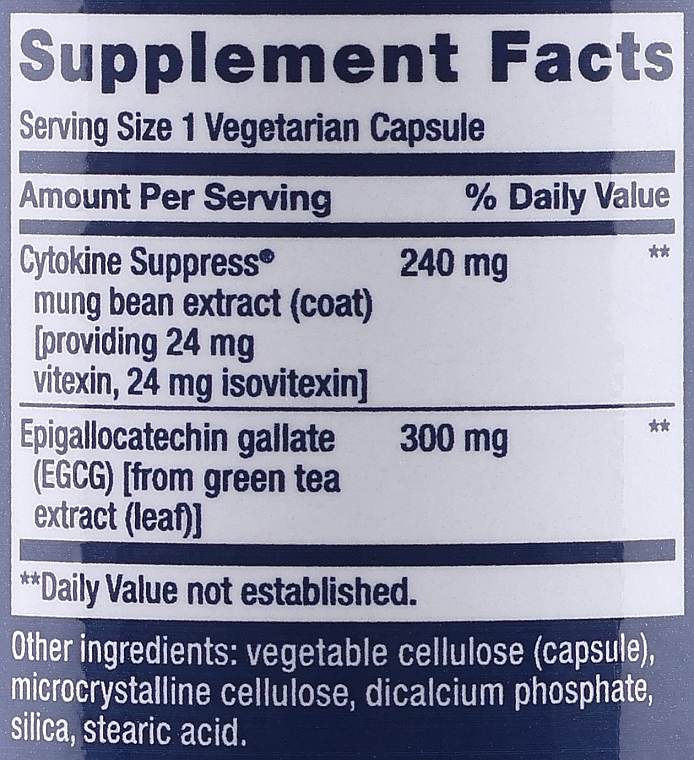 Supplement Facts
Serving Size 1 Vegetarian Capsule
Amount Per Serving % Daily Value
Cytokine Suppress® 240 mg **
mung bean extract (coat)
[providing 24 mg
vitexin, 24 mg isovitexin]
Epigallocatechin gallate 300 mg **
(EGCG) [from green tea
extract (leaf)]
**Daily Value not established.
Other ingredients: vegetable cellulose (capsule),
microcrystalline cellulose, dicalcium phosphate,
silica, stearic acid.